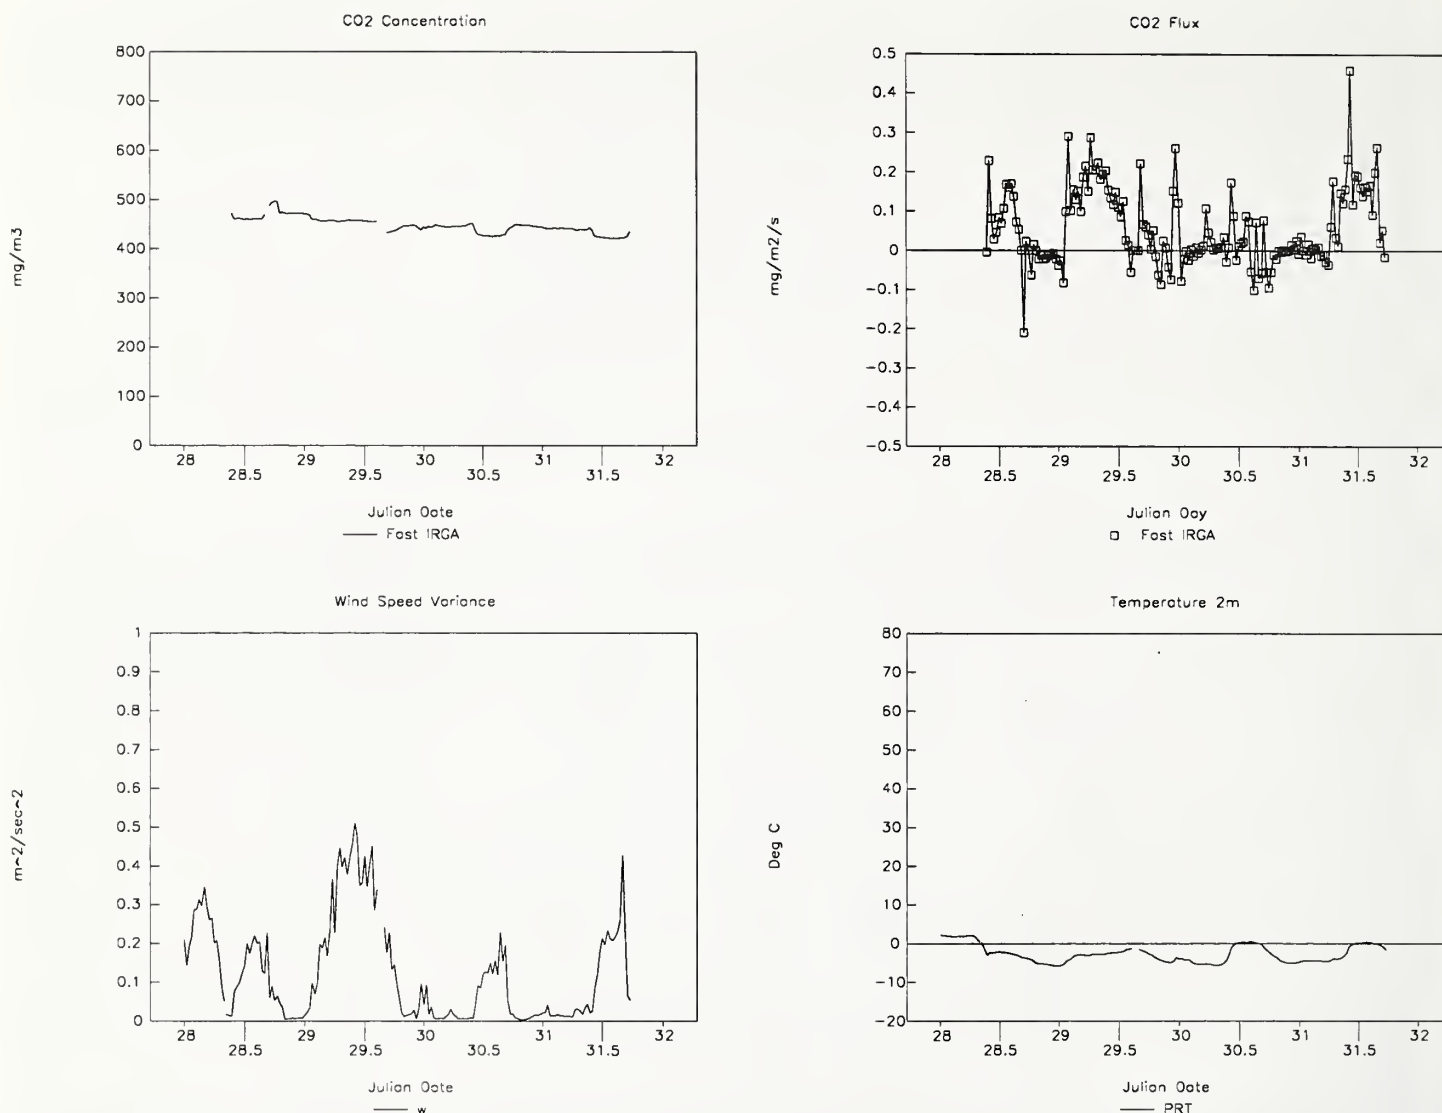 CO2 Concentration
800
700
600
500
400
300
200
100
0
mg/m3
28 29 30 31 32
28.5 29.5 30.5 31.5
Julian Date
Fast IRGA
CO2 Flux
0.5
0.4
0.3
0.2
0.1
0
-0.1
-0.2
-0.3
-0.4
-0.5
mg/m2/s
28 29 30 31 32
28.5 29.5 30.5 31.5
Julian Day
Fast IRGA
Wind Speed Variance
1
0.9
0.8
0.7
0.6
0.5
0.4
0.3
0.2
0.1
0
m~2/sec~2
28 29 30 31 32
28.5 29.5 30.5 31.5
Julian Date
w
Temperature 2m
80
70
60
50
40
30
20
10
0
-10
-20
Deg C
28 29 30 31 32
28.5 29.5 30.5 31.5
Julian Date
PRT